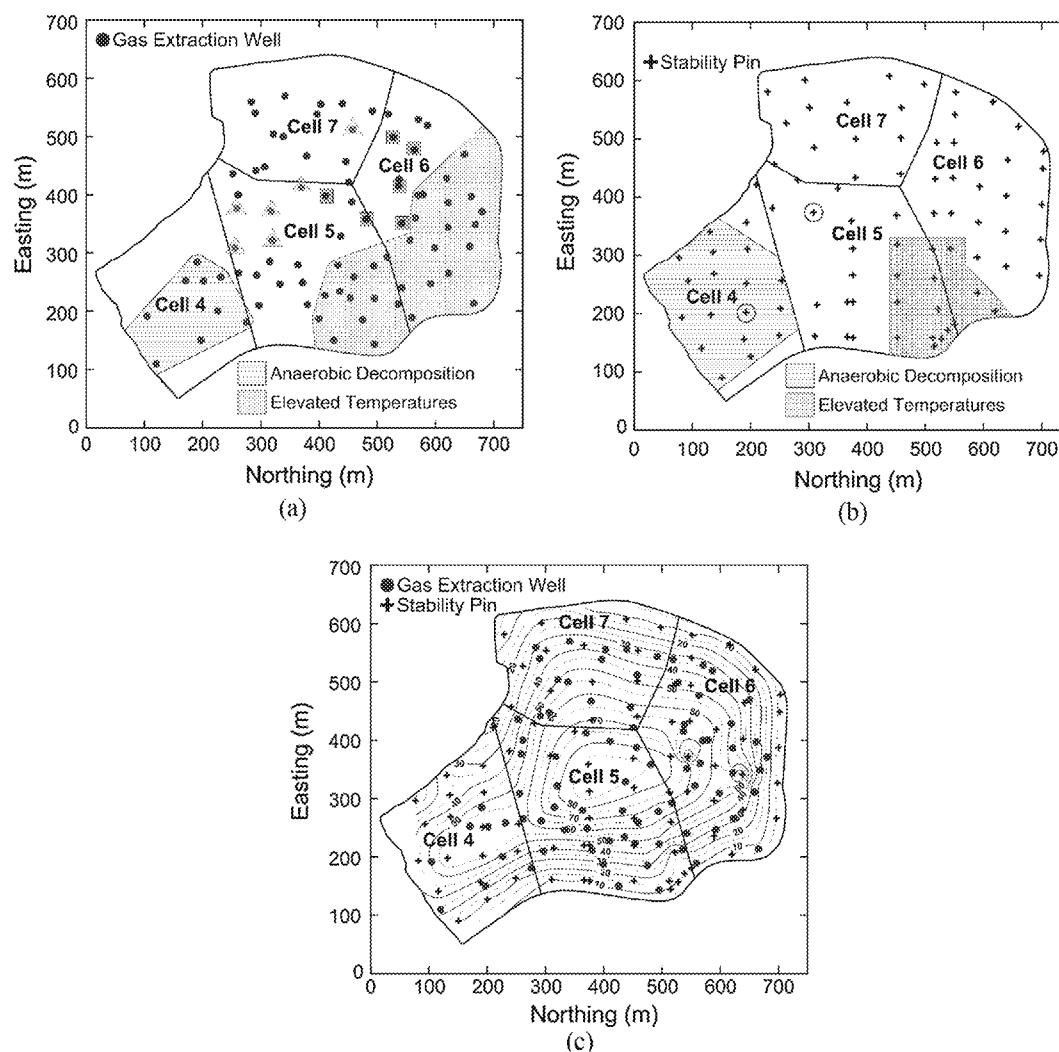 700
Gas Extraction Well
600
500
400
300
200
100
0
Easting (m)
Cell 7
Cell 6
Cell 5
Cell 4
Anaerobic Decomposition
Elevated Temperatures
0 100 200 300 400 500 600 700
Northing (m)
(a)
700
Stability Pin
600
500
400
300
200
100
0
Easting (m)
Cell 7
Cell 6
Cell 5
Cell 4
Anaerobic Decomposition
Elevated Temperatures
0 100 200 300 400 500 600 700
Northing (m)
(b)
700
Gas Extraction Well
Stability Pin
600
500
400
300
200
100
0
Easting (m)
Cell 7
Cell 6
Cell 5
Cell 4
0 100 200 300 400 500 600 700
Northing (m)
(c)